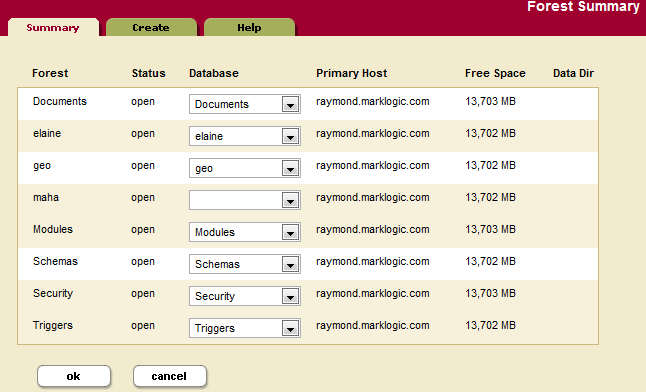 Forest Summary
Summary Create Help
Forest Status Database Primary Host Free Space Data Dir
Documents open Documents raymond.marklogic.com 13,703 MB
elaine open elaine raymond.marklogic.com 13,702 MB
geo open geo raymond.marklogic.com 13,702 MB
maha open raymond.marklogic.com 13,702 MB
Modules open Modules raymond.marklogic.com 13,703 MB
Schemas open Schemas raymond.marklogic.com 13,702 MB
Security open Security raymond.marklogic.com 13,703 MB
Triggers open Triggers raymond.marklogic.com 13,702 MB
ok cancel